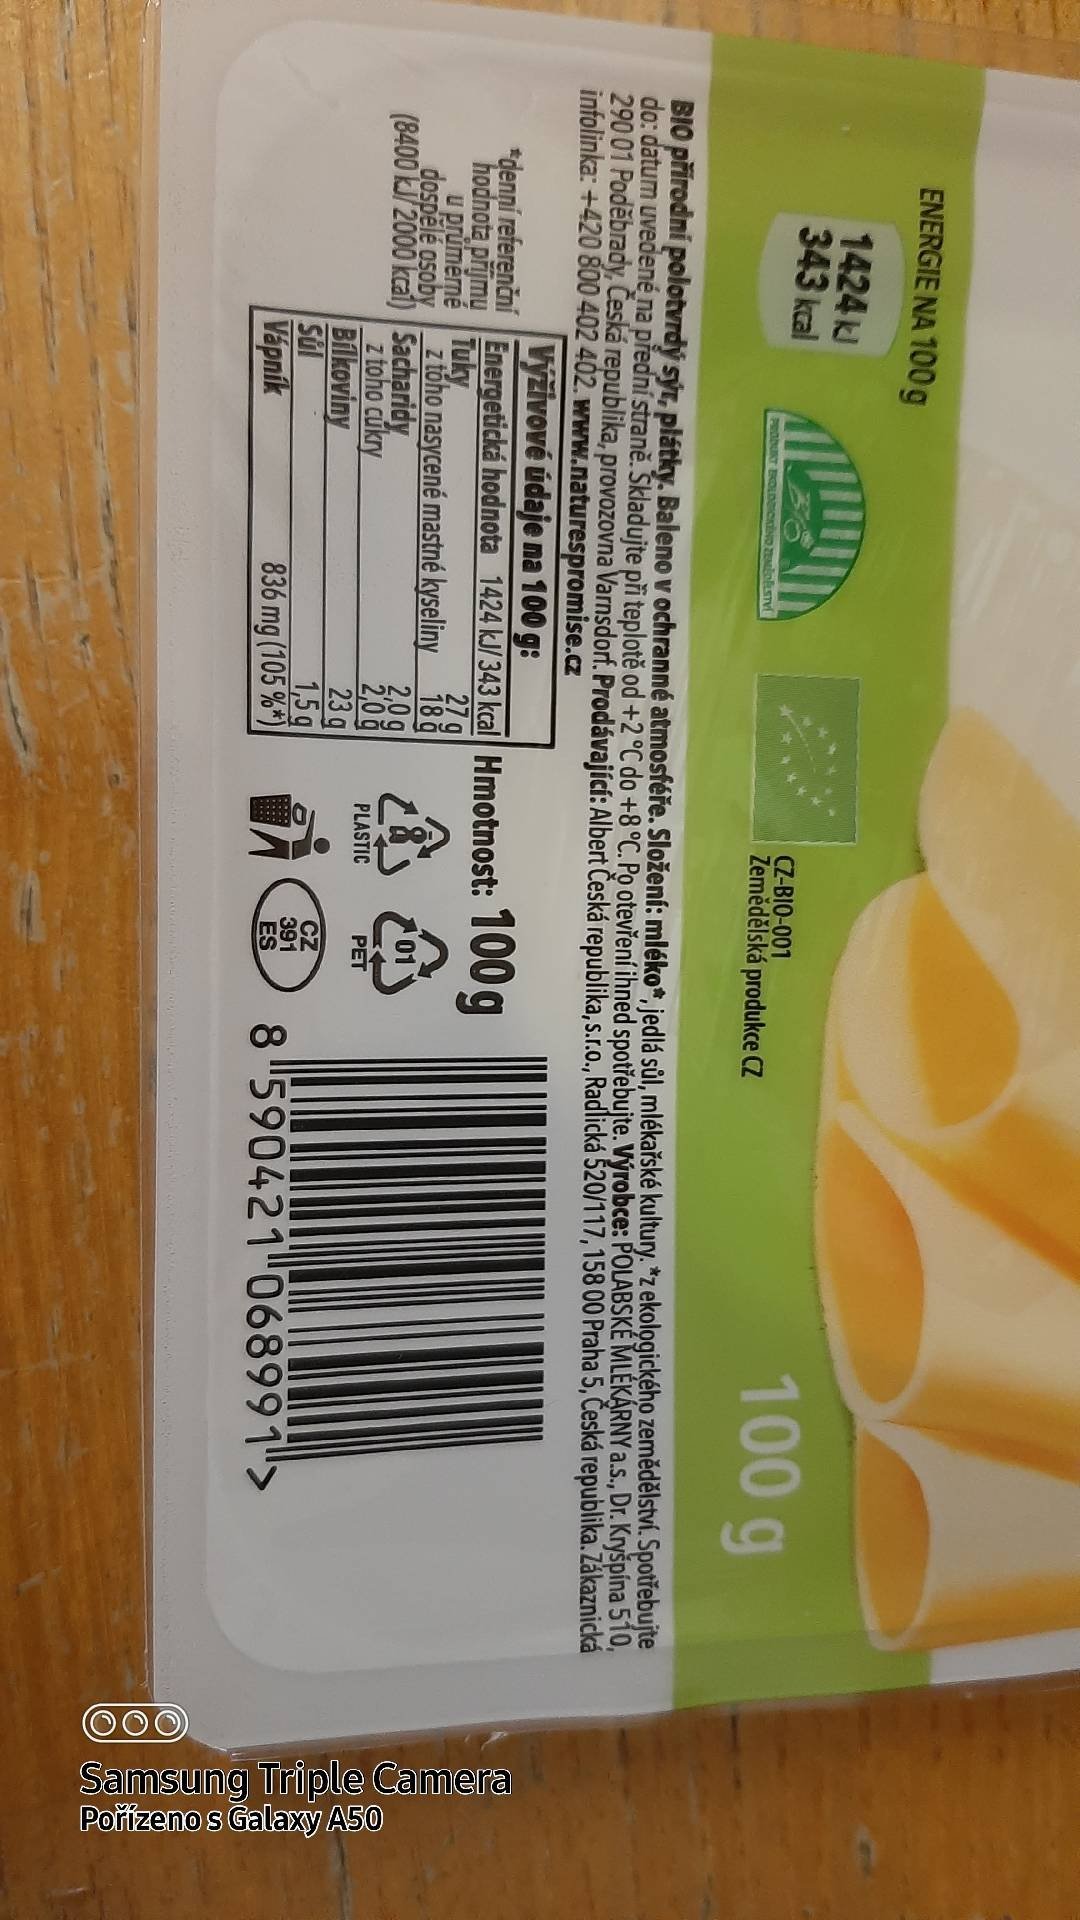 ENERGIE NA 100 g
1424 kJ
343 kcal
PRODUKT EKOLOGICKÉHO ZEMĚDĚLSTVÍ
CZ-BIO-001
Zemědělská produkce CZ
100 g
BIO přírodní polotvrdý sýr, plátky. Baleno v ochranné atmosféře. Složení: mléko*, jedlá sůl, mlékařské kultury. *z ekologického zemědělství. Spotřebujte
do: datum uvedené na přední straně. Skladujte při teplotě od +2 °C do +8 °C. Po otevření ihned spotřebujte. Výrobce: POLABSKÉ MLÉKÁRNY a.s., Dr. Kryšpína 510,
290 01 Poděbrady, Česká republika, provozovna Varnsdorf. Prodávající: Albert Česká republika, s.r.o., Radlická 520/117, 158 00 Praha 5, Česká republika. Zákaznická
infolinka: +420 800 402 402. www.naturespromise.cz
*denní referenční
hodnota příjmu
u průměrné
dospělé osoby
(8400 kJ/ 2000 kcal)
Výživové údaje na 100 g:
Energetická hodnota 1424 kJ/ 343 kcal
Tuky 27 g
z toho nasycené mastné kyseliny 18 g
Sacharidy 2,0 g
z toho cukry 2,0 g
Bílkoviny 23 g
Sůl 1,5 g
Vápník 836 mg (105 %*)
Hmotnost: 100 g
PLASTIC
01
PET
CZ
391
ES
8 590421 068991 >
Samsung Triple Camera
Pořízeno s Galaxy A50